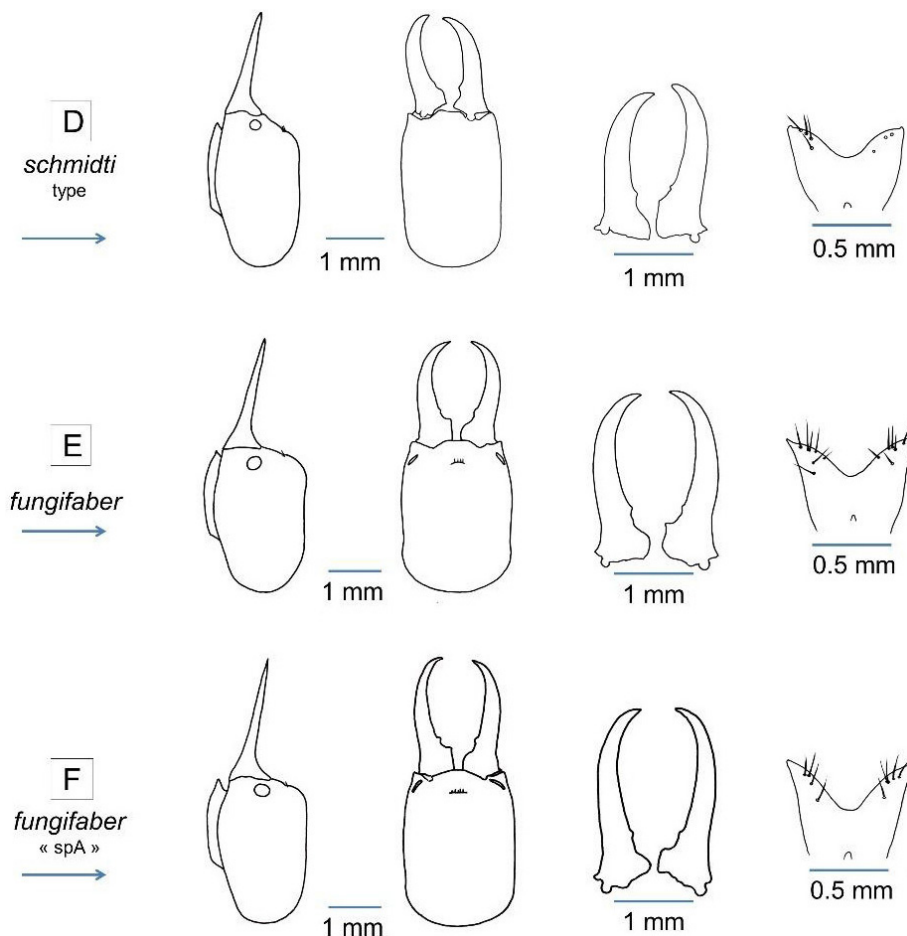 D
schmidti
type
1 mm
1 mm
0.5 mm
E
fungifaber
1 mm
1 mm
0.5 mm
F
fungifaber
« spA »
1 mm
1 mm
0.5 mm